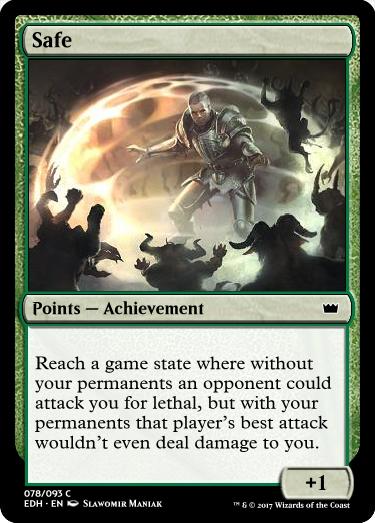 Safe
Points — Achievement
Reach a game state where without
your permanents an opponent could
attack you for lethal, but with your
permanents that player's best attack
wouldn't even deal damage to you.
+1
078/093 C
EDH • EN SLAWOMIR MANIAK
™ & © 2017 Wizards of the Coast